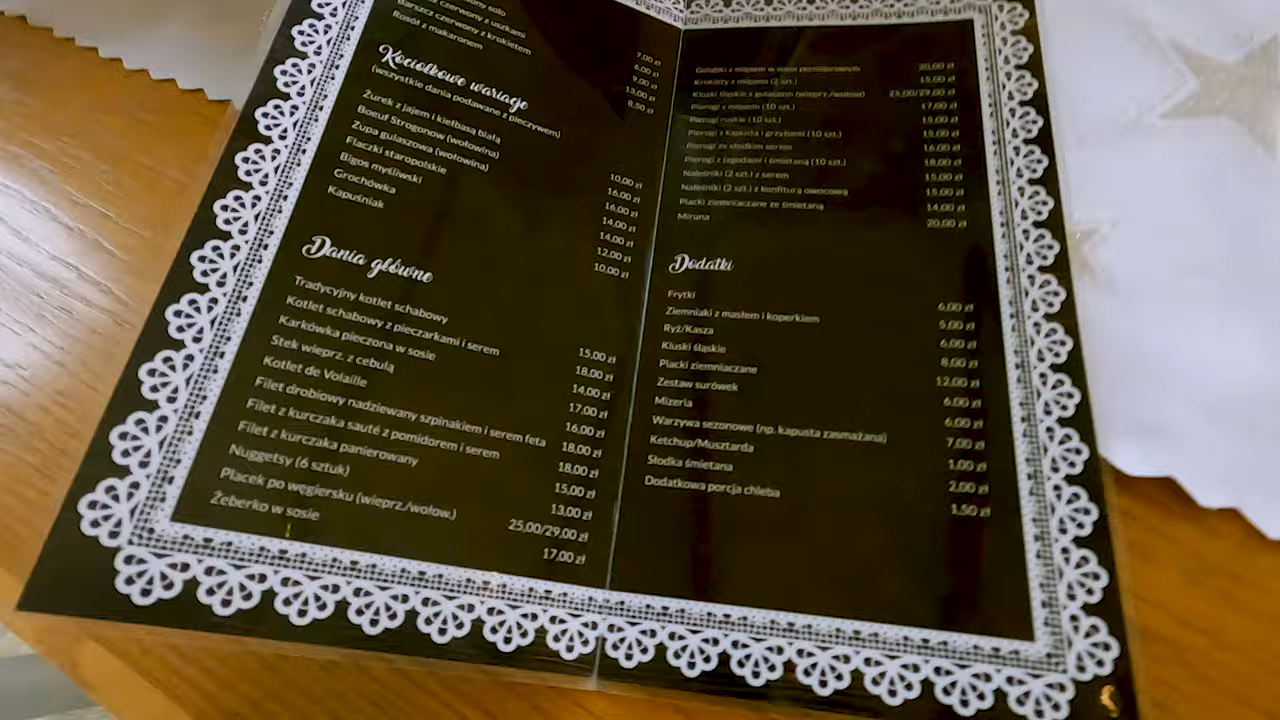 czerwony solo
czerwony z uszkami 7,00 zł
Barszcz czerwony z krokietem 6,00 zł
Rosół z makaronem 9,00 zł
13,00 zł
8,50 zł
Kociołkowe wariacje
(wszystkie dania podawane z pieczywem)
Żurek z jajem i kiełbasą białą 10,00 zł
Boeuf Strogonow (wołowina) 16,00 zł
Zupa gulaszowa (wołowina) 16,00 zł
Flaczki staropolskie 14,00 zł
Bigos myśliwski 14,00 zł
Grochówka 12,00 zł
Kapuśniak 10,00 zł
Dania główne
Tradycyjny kotlet schabowy 15,00 zł
Kotlet schabowy z pieczarkami i serem 18,00 zł
Karkówka pieczona w sosie 14,00 zł
Stek wieprz. z cebulą 17,00 zł
Kotlet de Volaille 16,00 zł
Filet drobiowy nadziewany szpinakiem i serem feta 18,00 zł
Filet z kurczaka sauté z pomidorem i serem 18,00 zł
Filet z kurczaka panierowany 15,00 zł
Nuggetsy (6 sztuk) 13,00 zł
Placek po węgiersku (wieprz./wołow.) 25,00/29,00 zł
Żeberko w sosie 17,00 zł
Gołąbki z mięsem w sosie pomidorowym 20,00 zł
Krokiety z mięsem (2 szt.) 15,00 zł
Kluski śląskie z gulaszem (wieprz./wołow) 25,00/29,00 zł
Pierogi z mięsem (10 szt.) 17,00 zł
Pierogi ruskie (10 szt.) 15,00 zł
Pierogi z kapustą i grzybami (10 szt.) 15,00 zł
Pierogi ze słodkim serem 16,00 zł
Pierogi z jagodami i śmietaną (10 szt.) 18,00 zł
Naleśniki (2 szt.) z serem 15,00 zł
Naleśniki (2 szt.) z konfiturą owocową 15,00 zł
Placki ziemniaczane ze śmietaną 14,00 zł
Miruna 20,00 zł
Dodatki
Frytki 6,00 zł
Ziemniaki z masłem i koperkiem 5,00 zł
Ryż/Kasza 6,00 zł
Kluski śląskie 8,00 zł
Placki ziemniaczane 12,00 zł
Zestaw surówek 6,00 zł
Mizeria 6,00 zł
Warzywa sezonowe (np. kapusta zasmażana) 7,00 zł
Ketchup/Musztarda 1,00 zł
Słodka śmietana 2,00 zł
Dodatkowa porcja chleba 1,50 zł